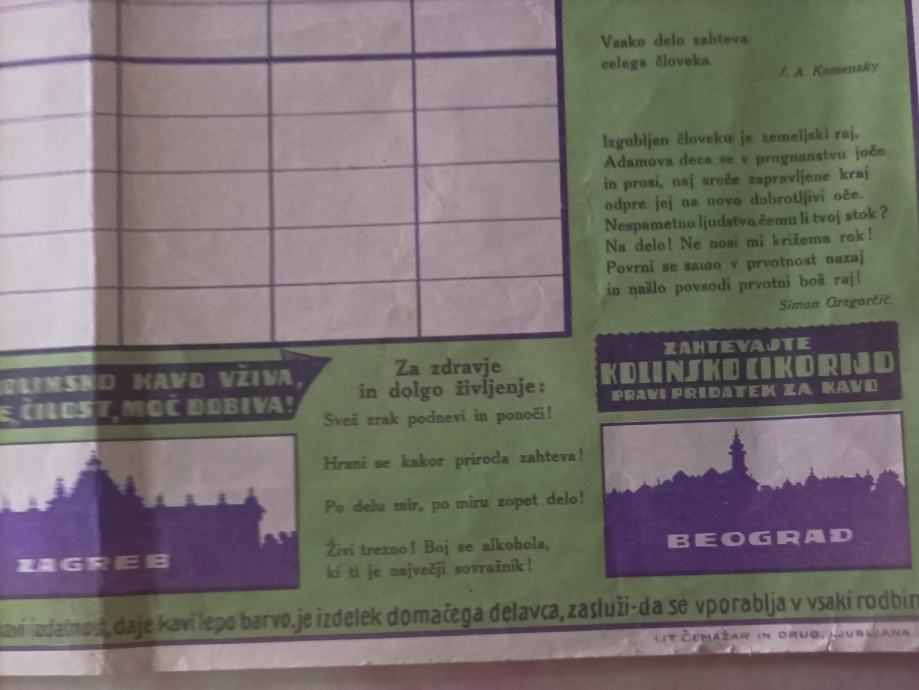 Vsako delo zahteva
celega človeka
J. A. Komensky
Izgubljen človeku je zemeljski raj,
Adamova deca se v prognanstvu joče
in prosi, naj sreče zapravljene kraj
odpre jej na novo dobrotljivi oče.
Nespametno ljudstvo, čemu li tvoj stok?
Na delo! Ne nosi mi križema rok!
Povrni se samo v prvotnost nazaj
in našlo povsodi prvotni boš raj!
Simon Gregorčič
OLINSKO KAVO VŽIVA,
E, ČILOST, MOČ DOBIVA!
ZAGREB
Za zdravje
in dolgo življenje:
Svež zrak podnevi in ponoči!
Hrani se kakor priroda zahteva!
Po delu mir, po miru zopet delo!
Živi trezno! Boj se alkohola,
ki ti je največji sovražnik!
ZAHTEVAJTE
KOLINSKO CIKORIJO
PRAVI PRIDATEK ZA KAVO
BEOGRAD
kavi izdatnost, daje kavi lepo barvo, je izdelek domačega delavca, zasluži-da se vporablja v vsaki rodbin
LIT ČEMAŽAR IN DRUG, LJUBLJANA